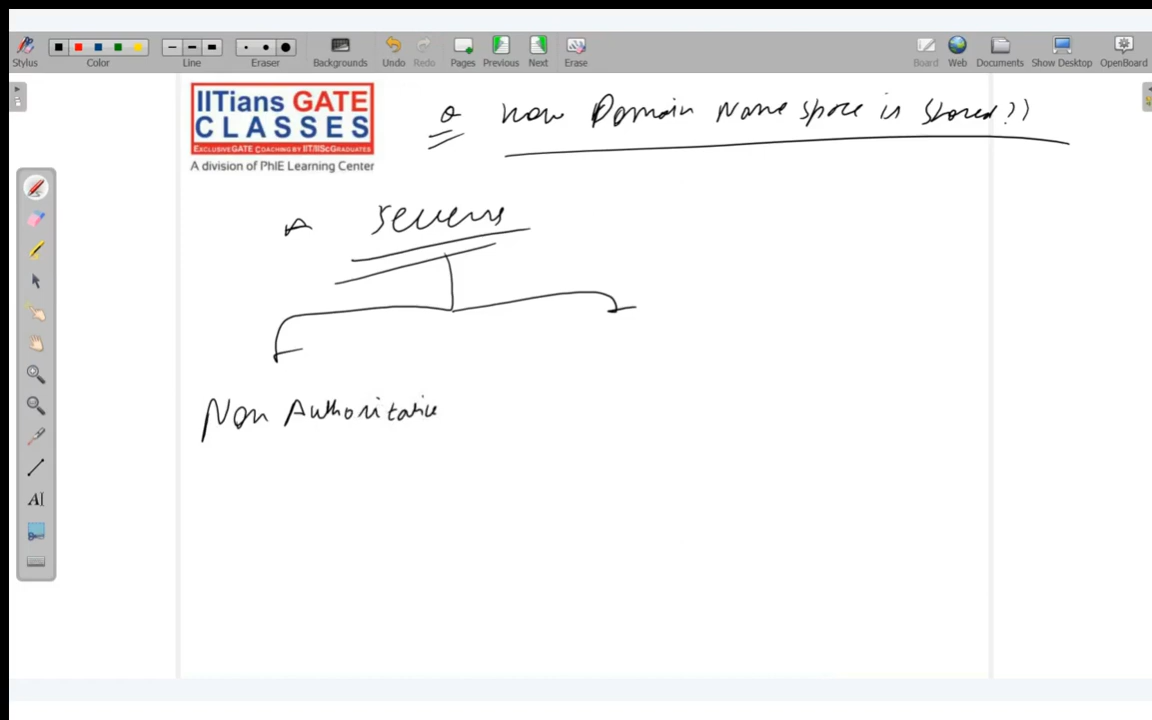 Stylus
Color
Line
Eraser
Backgrounds
Undo
Redo
Pages
Previous
Next
Erase
Board
Web
Documents
Show Desktop
OpenBoard
IITians GATE
CLASSES
EXCLUSIVE GATE COACHING BY IIT/IISc GRADUATES
A division of PhIE Learning Center
Q How Domain Name space is stored??
A servers
Non Authoritative
AI